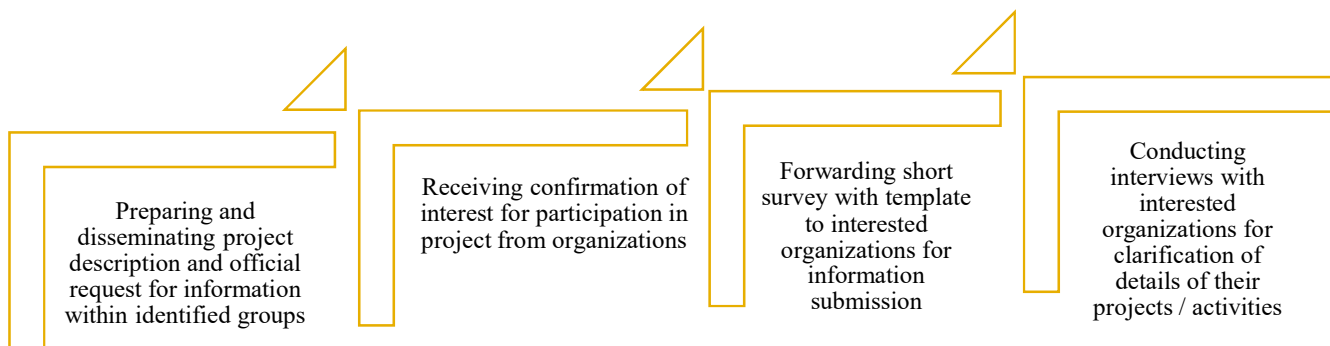 Preparing and
disseminating project
description and official
request for information
within identified groups
Receiving confirmation of
interest for participation in
project from organizations
Forwarding short
survey with template
to interested
organizations for
information
submission
Conducting
interviews with
interested
organizations for
clarification of
details of their
projects / activities